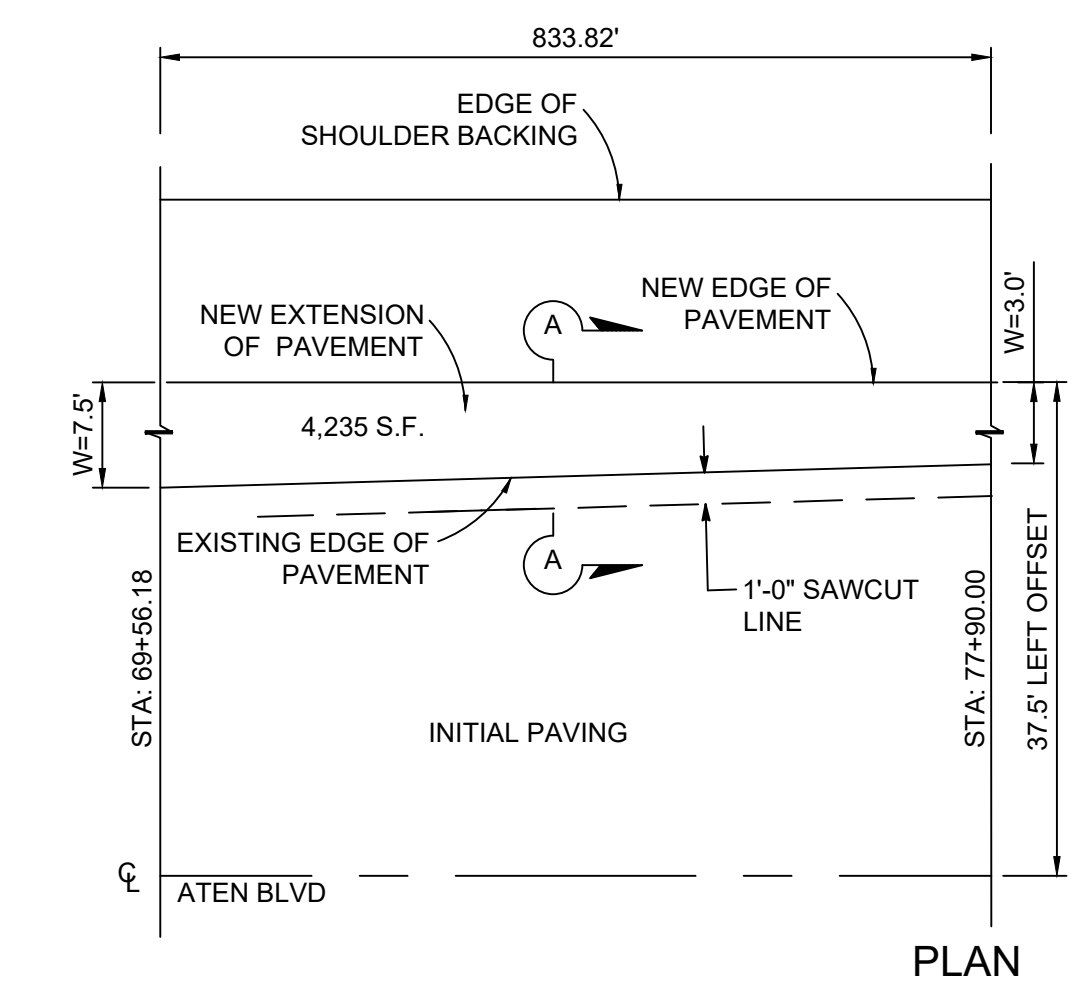 833.82'
EDGE OF
SHOULDER BACKING
W=3.0'
NEW EDGE OF
PAVEMENT
NEW EXTENSION
OF PAVEMENT
A
W=7.5'
4,235 S.F.
EXISTING EDGE OF
PAVEMENT
A
1'-0" SAWCUT
LINE
STA: 69+56.18
STA: 77+90.00
37.5' LEFT OFFSET
INITIAL PAVING
℄
ATEN BLVD
PLAN